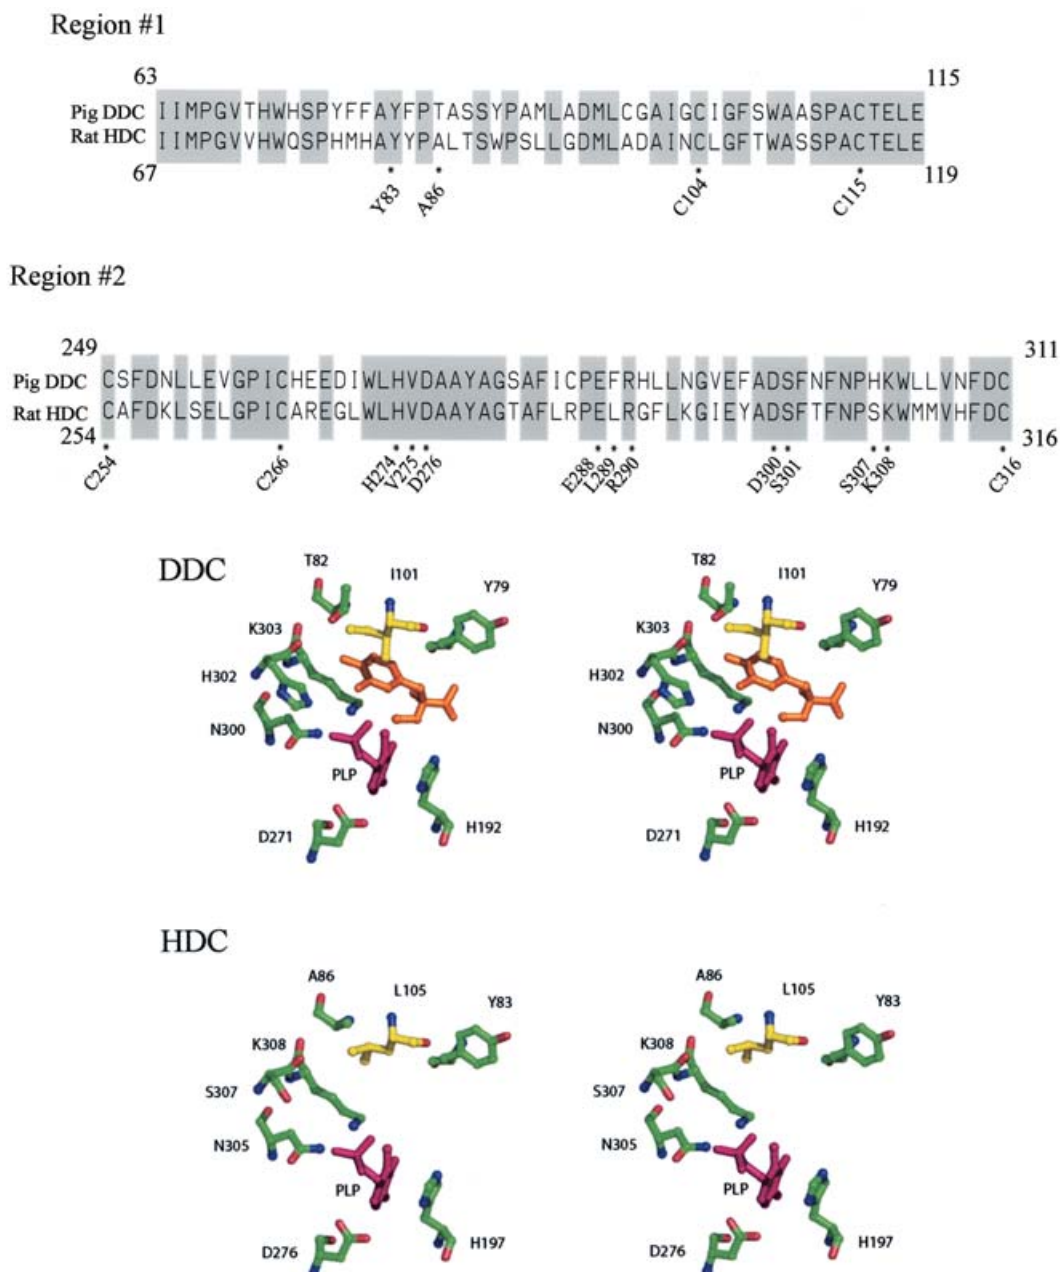 Region #1
63 115
Pig DDC IIMPGVTHWHSPYFFAYFPTASSYPAMLADMLCGAIGCIGFSWAASPACTELE
Rat HDC IIMPGVVHWQSPHMHAYYPALTSWPSLLGDMLADAINCLGFTWASSPACTELE
67 119
Y83 A86 C104 C115
Region #2
249 311
Pig DDC CSFDNLLEVGPICHEEDIWLHVDAAYAGSAFICPEFRHLLNGVEFADSFNFNPHKWLLVNFDC
Rat HDC CAFDKLSELGPICAREGLWLHVDAAYAGTAFLRPELRGFLKGIEYADSFTFNPSKWMMVHFDC
254 316
C254 C266 H274 V275 D276 E288 L289 R290 D300 S301 S307 K308 C316
DDC
T82 I101 Y79 T82 I101 Y79
K303 K303
H302 H302
N300 N300
PLP PLP
D271 H192 D271 H192
HDC
A86 L105 Y83 A86 L105 Y83
K308 K308
S307 S307
N305 N305
PLP PLP
D276 H197 D276 H197